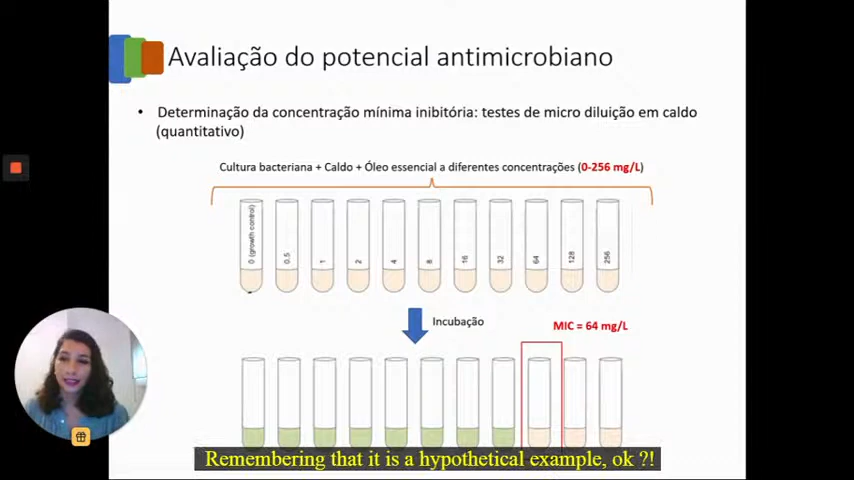 Avaliação do potencial antimicrobiano
• Determinação da concentração mínima inibitória: testes de micro diluição em caldo
(quantitativo)
Cultura bacteriana + Caldo + Óleo essencial a diferentes concentrações (0-256 mg/L)
0 (growth control)
0.5
1
2
4
8
16
32
64
128
256
Incubação
MIC = 64 mg/L
Remembering that it is a hypothetical example, ok ?!